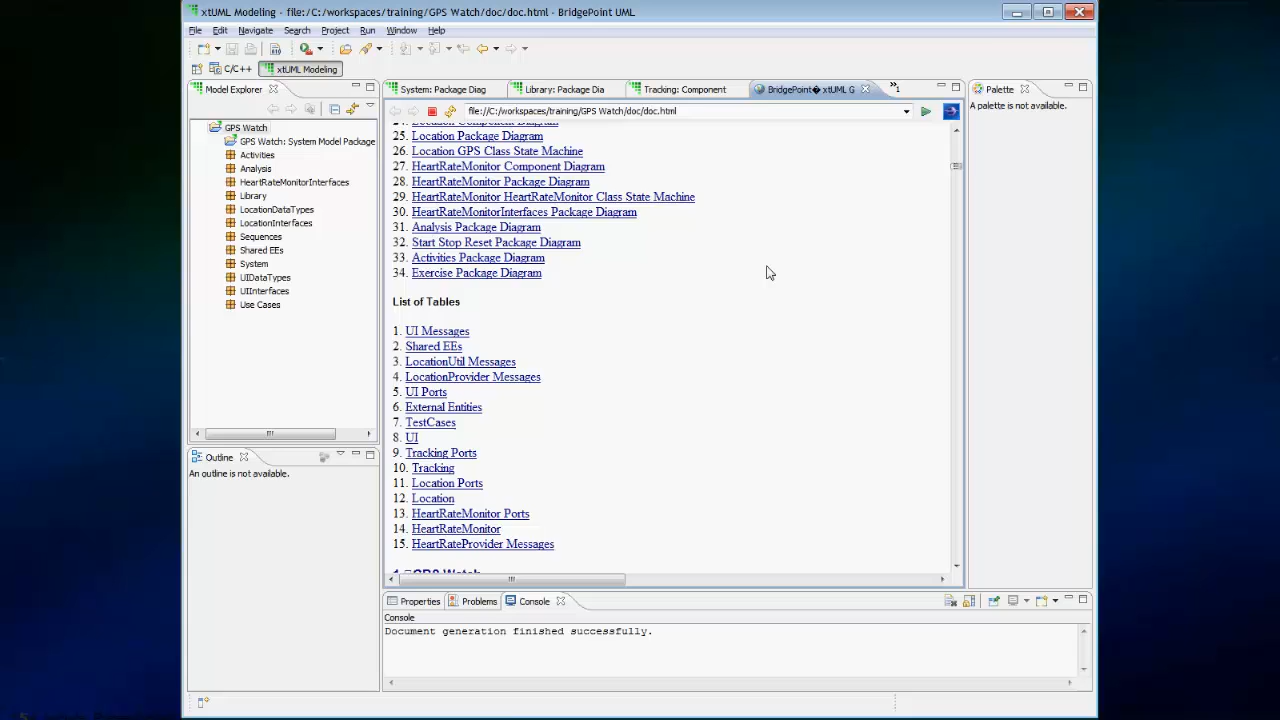 xtUML Modeling - file:/C:/workspaces/training/GPS Watch/doc/doc.html - BridgePoint UML
File Edit Navigate Search Project Run Window Help
C/C++ xtUML Modeling
Model Explorer
GPS Watch
GPS Watch: System Model Package
Activities
Analysis
HeartRateMonitorInterfaces
Library
LocationDataTypes
LocationInterfaces
Sequences
Shared EEs
System
UIDataTypes
UIInterfaces
Use Cases
Outline
An outline is not available.
System: Package Diag Library: Package Dia Tracking: Component BridgePoint� xtUML G »1
file:///C:/workspaces/training/GPS Watch/doc/doc.html
24. Location Component Diagram
25. Location Package Diagram
26. Location GPS Class State Machine
27. HeartRateMonitor Component Diagram
28. HeartRateMonitor Package Diagram
29. HeartRateMonitor HeartRateMonitor Class State Machine
30. HeartRateMonitorInterfaces Package Diagram
31. Analysis Package Diagram
32. Start Stop Reset Package Diagram
33. Activities Package Diagram
34. Exercise Package Diagram
List of Tables
1. UI Messages
2. Shared EEs
3. LocationUtil Messages
4. LocationProvider Messages
5. UI Ports
6. External Entities
7. TestCases
8. UI
9. Tracking Ports
10. Tracking
11. Location Ports
12. Location
13. HeartRateMonitor Ports
14. HeartRateMonitor
15. HeartRateProvider Messages
Palette
A palette is not available.
Properties Problems Console
Console
Document generation finished successfully.